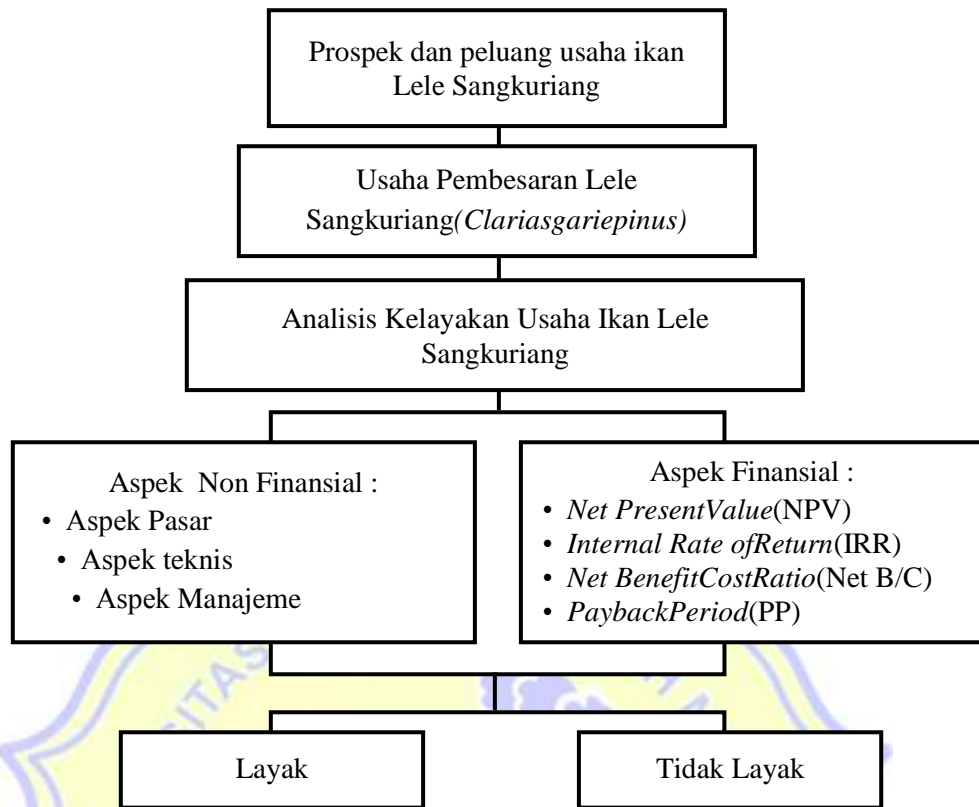 Prospek dan peluang usaha ikan
Lele Sangkuriang
Usaha Pembesaran Lele
Sangkuriang(Clariasgariepinus)
Analisis Kelayakan Usaha Ikan Lele
Sangkuriang
Aspek Non Finansial :
• Aspek Pasar
• Aspek teknis
• Aspek Manajeme
Aspek Finansial :
• Net PresentValue(NPV)
• Internal Rate ofReturn(IRR)
• Net BenefitCostRatio(Net B/C)
• PaybackPeriod(PP)
Layak
Tidak Layak